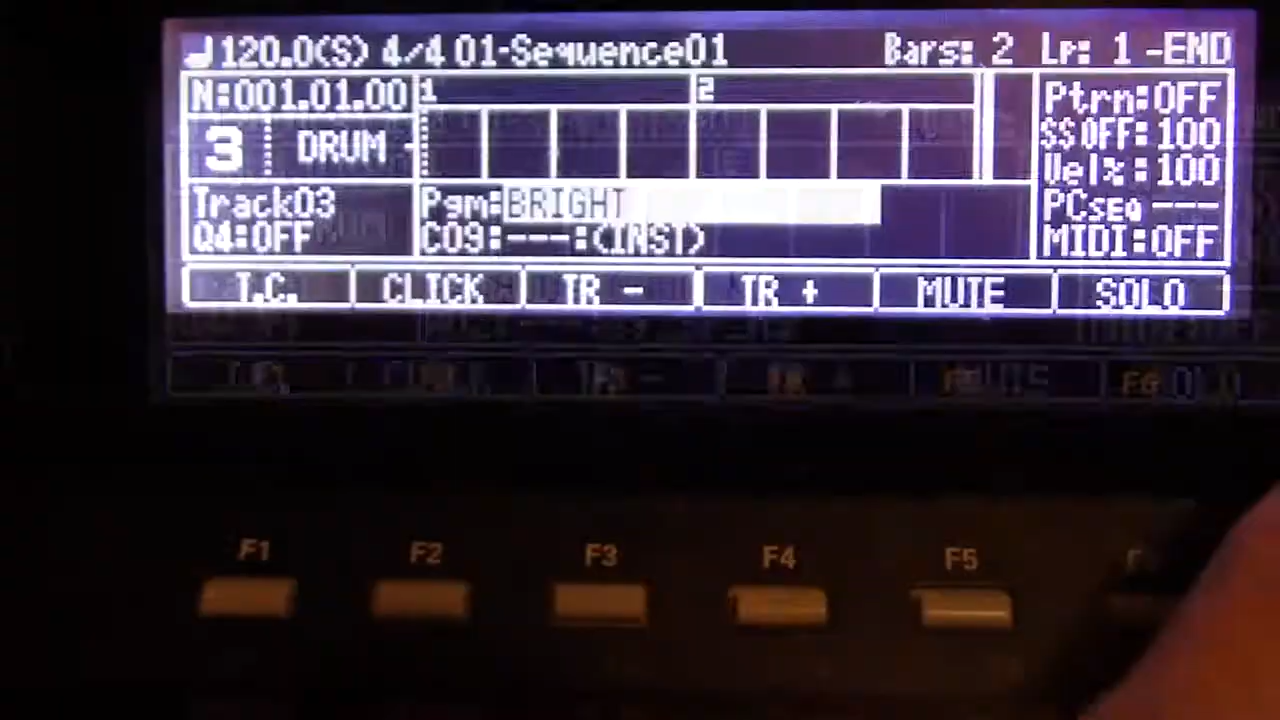 120.0(S) 4/4 01-Sequence01 Bars: 2 Lp: 1 -END
N:001.01.00 1 2 Ptrn:OFF
3 DRUM SSOFF:100
Vel%:100
Track03 Pgm:BRIGHT PCSEQ ---
Q4:OFF C09:---:(INST) MIDI:OFF
T.C. CLICK TR - TR + MUTE SOLO
F1 F2 F3 F4 F5